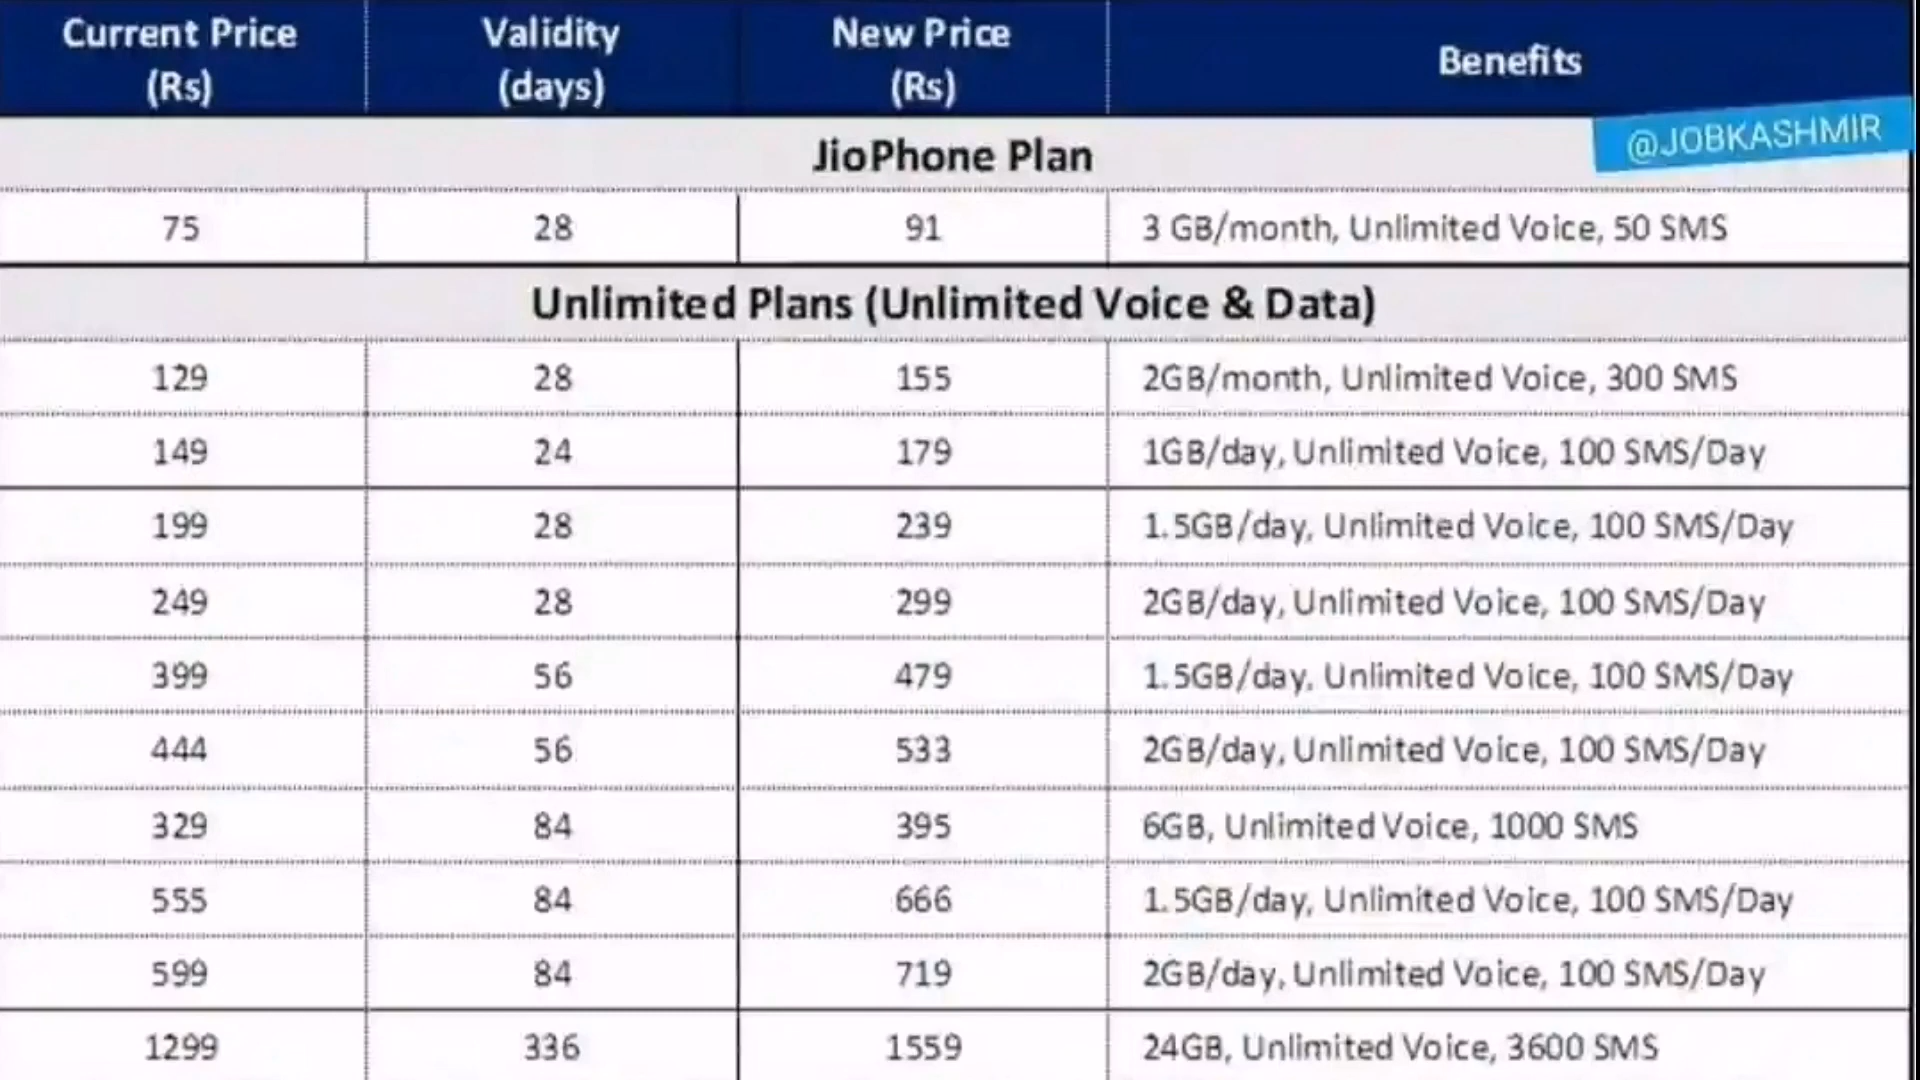 Current Price (Rs) Validity (days) New Price (Rs) Benefits
@JOBKASHMIR
JioPhone Plan
75 28 91 3 GB/month, Unlimited Voice, 50 SMS
Unlimited Plans (Unlimited Voice & Data)
129 28 155 2GB/month, Unlimited Voice, 300 SMS
149 24 179 1GB/day, Unlimited Voice, 100 SMS/Day
199 28 239 1.5GB/day, Unlimited Voice, 100 SMS/Day
249 28 299 2GB/day, Unlimited Voice, 100 SMS/Day
399 56 479 1.5GB/day, Unlimited Voice, 100 SMS/Day
444 56 533 2GB/day, Unlimited Voice, 100 SMS/Day
329 84 395 6GB, Unlimited Voice, 1000 SMS
555 84 666 1.5GB/day, Unlimited Voice, 100 SMS/Day
599 84 719 2GB/day, Unlimited Voice, 100 SMS/Day
1299 336 1559 24GB, Unlimited Voice, 3600 SMS